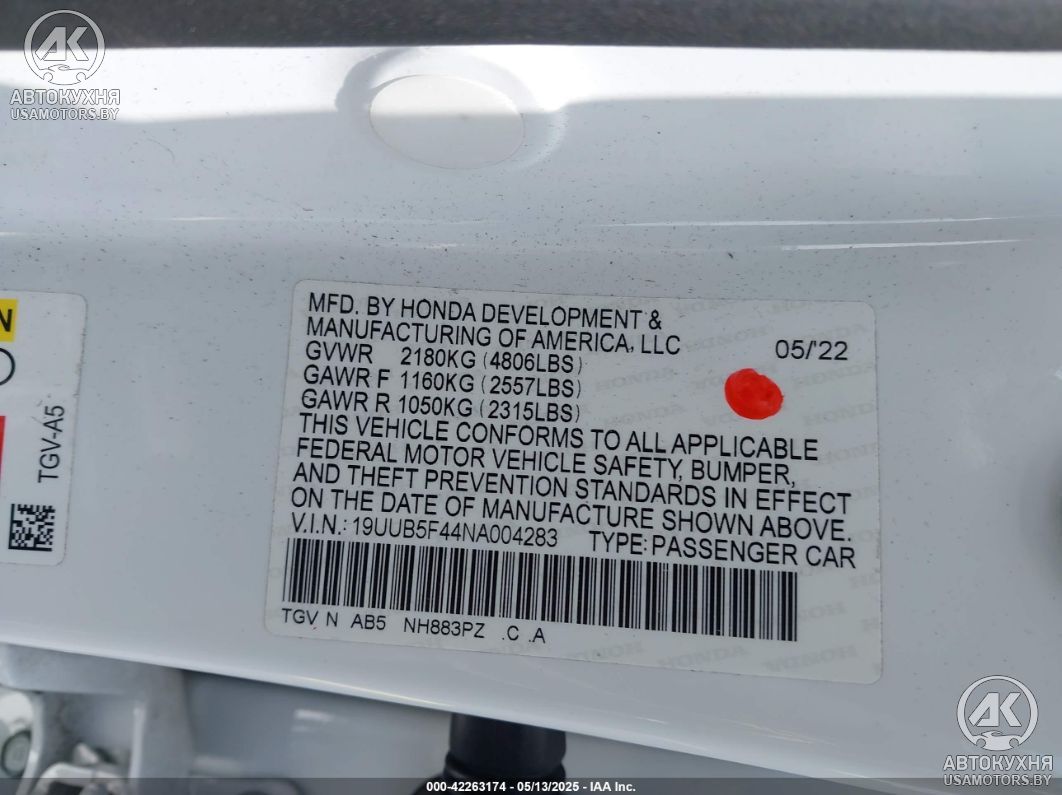 АК
АВТОКУХНЯ
USAMOTORS.BY
N
TGV-A5
MFD. BY HONDA DEVELOPMENT &
MANUFACTURING OF AMERICA, LLC
05/'22
GVWR 2180KG (4806LBS)
GAWR F 1160KG (2557LBS)
GAWR R 1050KG (2315LBS)
THIS VEHICLE CONFORMS TO ALL APPLICABLE
FEDERAL MOTOR VEHICLE SAFETY, BUMPER,
AND THEFT PREVENTION STANDARDS IN EFFECT
ON THE DATE OF MANUFACTURE SHOWN ABOVE.
V.I.N.: 19UUB5F44NA004283 TYPE: PASSENGER CAR
TGV N AB5 NH883PZ .C .A
HONDA
АК
АВТОКУХНЯ
USAMOTORS.BY
000-42263174 - 05/13/2025 - IAA Inc.